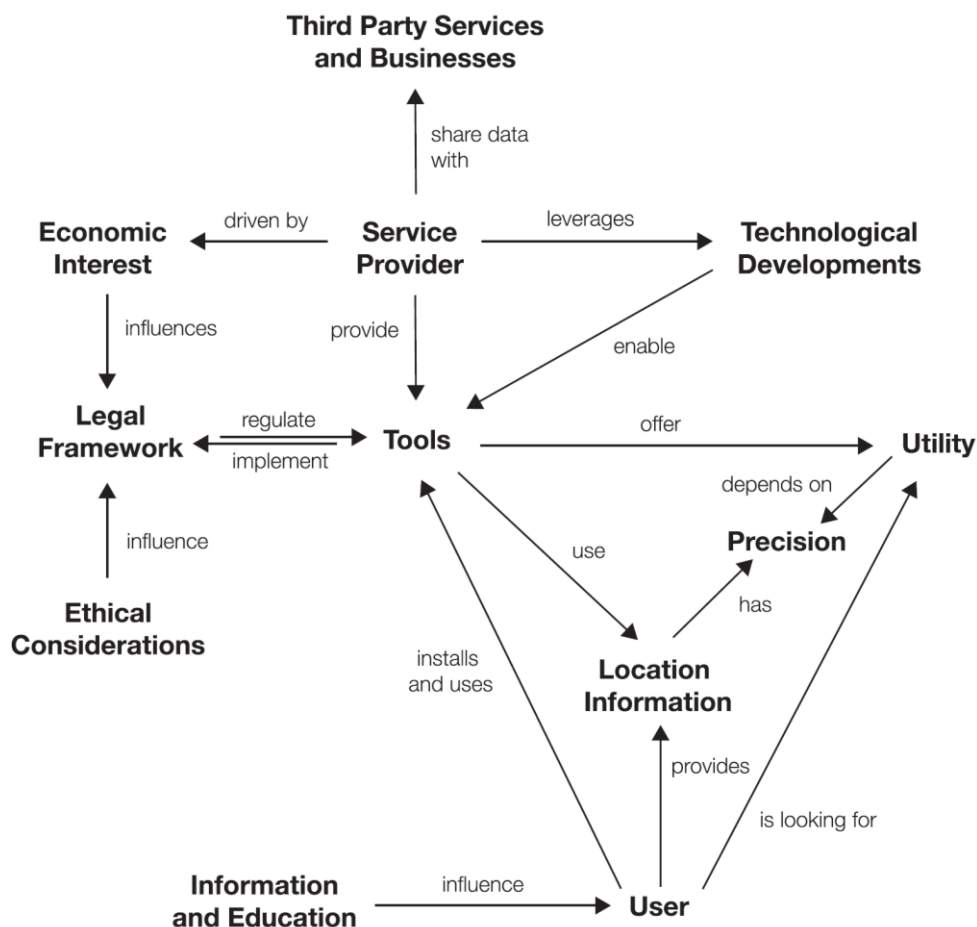 Third Party Services
and Businesses
share data
with
driven by
leverages
Economic
Interest
Service
Provider
Technological
Developments
influences
provide
enable
Legal
Framework
regulate
implement
Tools
offer
Utility
depends on
influence
use
Precision
has
Ethical
Considerations
installs
and uses
Location
Information
provides
is looking for
Information
and Education
influence
User